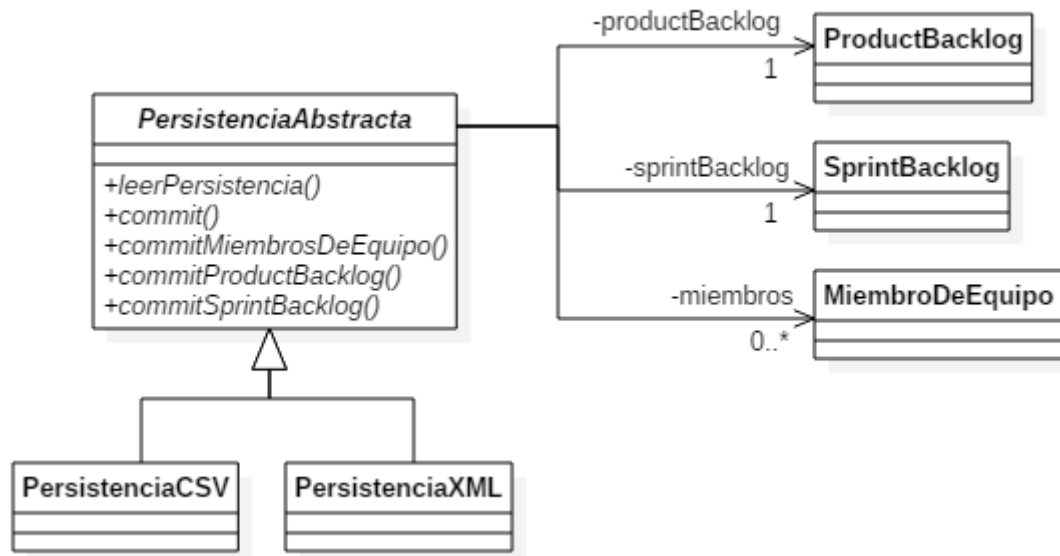 -productBacklog
ProductBacklog
1
PersistenciaAbstracta
+leerPersistencia()
+commit()
+commitMiembrosDeEquipo()
+commitProductBacklog()
+commitSprintBacklog()
-sprintBacklog
SprintBacklog
1
-miembros
MiembroDeEquipo
0..*
PersistenciaCSV
PersistenciaXML